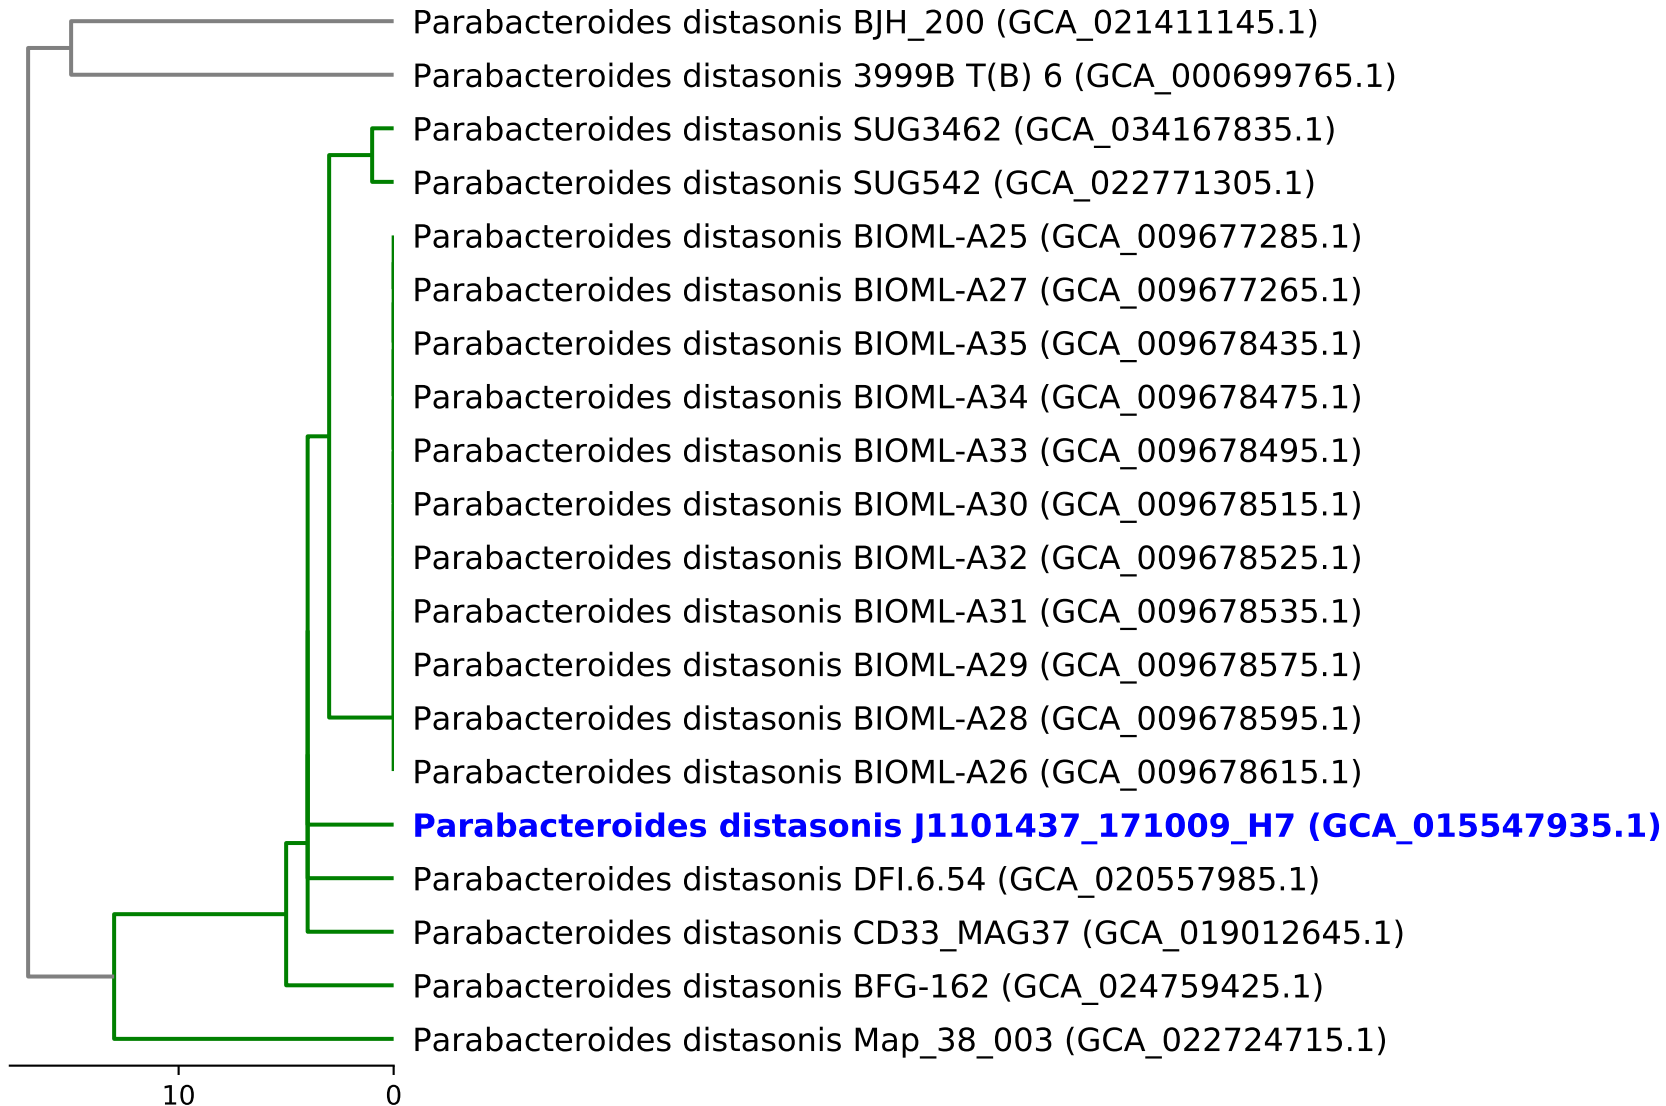 Parabacteroides distasonis BJH_200 (GCA_021411145.1)
Parabacteroides distasonis 3999B T(B) 6 (GCA_000699765.1)
Parabacteroides distasonis SUG3462 (GCA_034167835.1)
Parabacteroides distasonis SUG542 (GCA_022771305.1)
Parabacteroides distasonis BIOML-A25 (GCA_009677285.1)
Parabacteroides distasonis BIOML-A27 (GCA_009677265.1)
Parabacteroides distasonis BIOML-A35 (GCA_009678435.1)
Parabacteroides distasonis BIOML-A34 (GCA_009678475.1)
Parabacteroides distasonis BIOML-A33 (GCA_009678495.1)
Parabacteroides distasonis BIOML-A30 (GCA_009678515.1)
Parabacteroides distasonis BIOML-A32 (GCA_009678525.1)
Parabacteroides distasonis BIOML-A31 (GCA_009678535.1)
Parabacteroides distasonis BIOML-A29 (GCA_009678575.1)
Parabacteroides distasonis BIOML-A28 (GCA_009678595.1)
Parabacteroides distasonis BIOML-A26 (GCA_009678615.1)
Parabacteroides distasonis J1101437_171009_H7 (GCA_015547935.1)
Parabacteroides distasonis DFI.6.54 (GCA_020557985.1)
Parabacteroides distasonis CD33_MAG37 (GCA_019012645.1)
Parabacteroides distasonis BFG-162 (GCA_024759425.1)
Parabacteroides distasonis Map_38_003 (GCA_022724715.1)
10 0